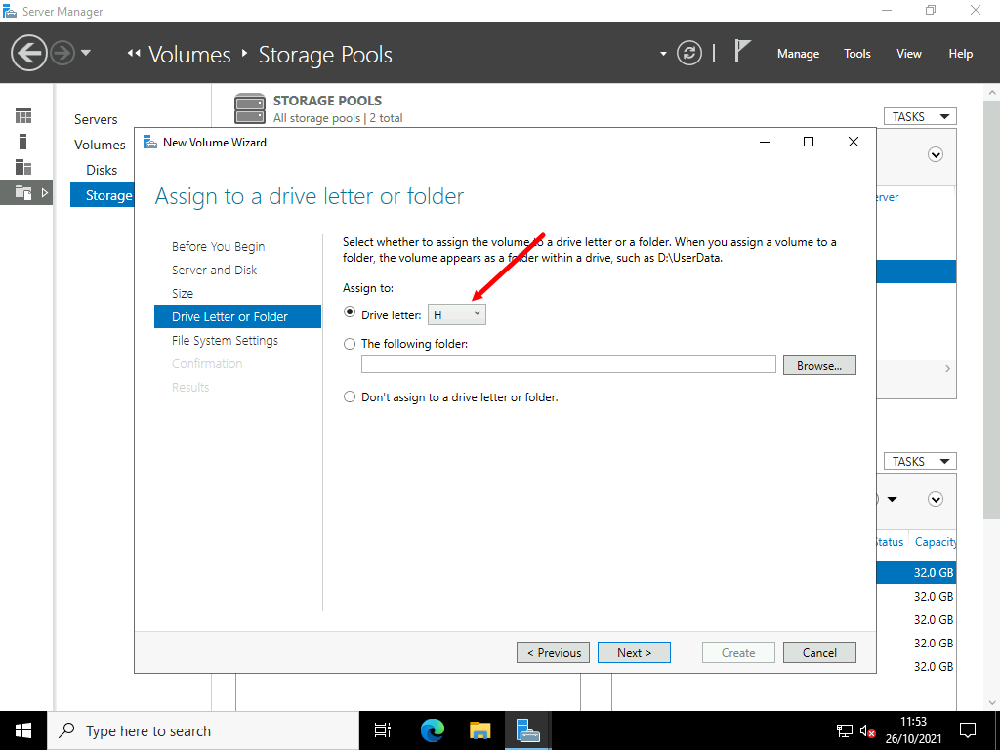 Server Manager
Volumes
Storage Pools
Manage
Tools
View
Help
Servers
Volumes
Disks
Storage
STORAGE POOLS
All storage pools | 2 total
TASKS
New Volume Wizard
Assign to a drive letter or folder
Before You Begin
Server and Disk
Size
Drive Letter or Folder
File System Settings
Confirmation
Results
Select whether to assign the volume to a drive letter or a folder. When you assign a volume to a
folder, the volume appears as a folder within a drive, such as D:\UserData.
Assign to:
Drive letter: H
The following folder:
Browse...
Don't assign to a drive letter or folder.
< Previous
Next >
Create
Cancel
erver
TASKS
Status
Capacity
32.0 GB
32.0 GB
32.0 GB
32.0 GB
32.0 GB
Type here to search
11:53
26/10/2021